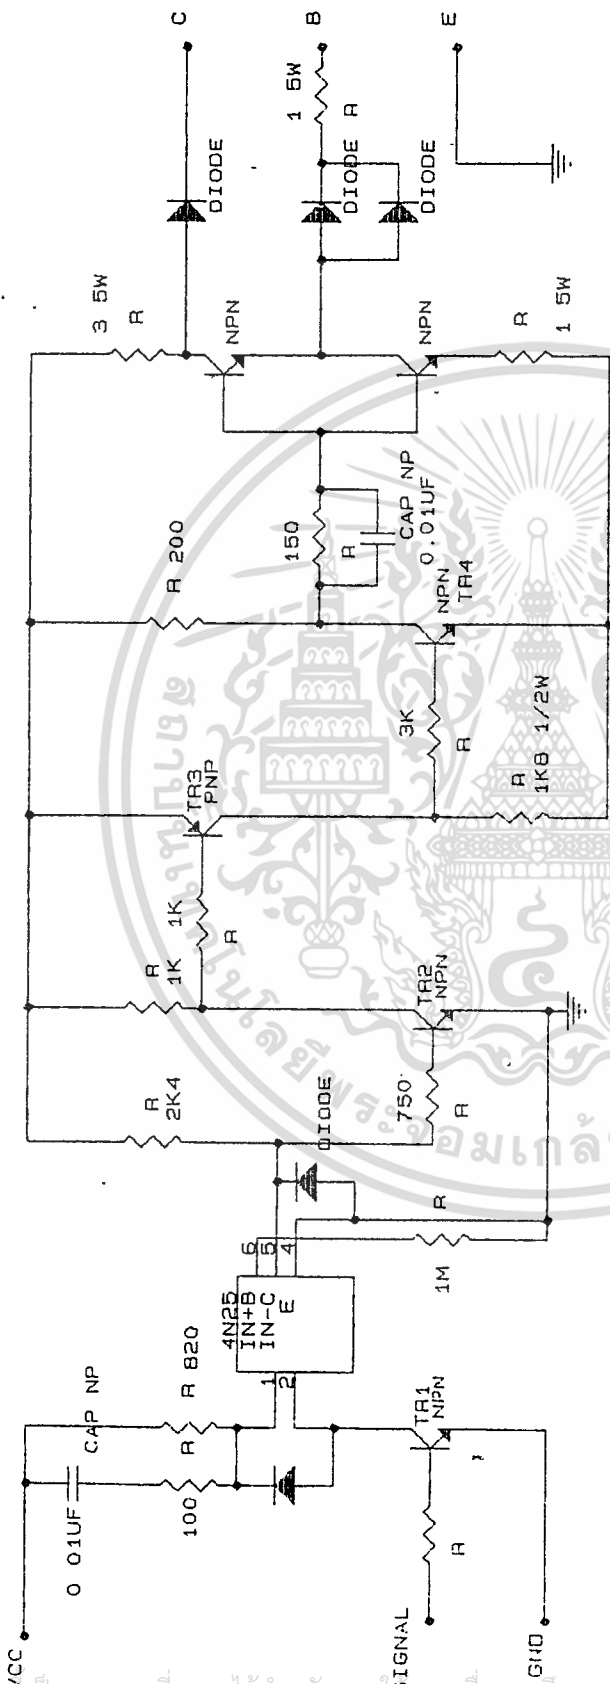 VCC
0 01UF
CAP NP
100
R
R 820
SIGNAL
R
GND
TR1
NPN
4N25
IN+B
IN-C
E
1
2
6
5
4
1M
R
DIODE
R
2K4
750
R
R
1K
TR2
NPN
1K
R
TR3
PNP
3K
R
R
1KB 1/2W
R 200
150
R
CAP NP
0.01UF
NPN
TR4
3 5W
R
NPN
NPN
R
1 5W
DIODE
DIODE
DIODE
1 5W
R
C
B
E